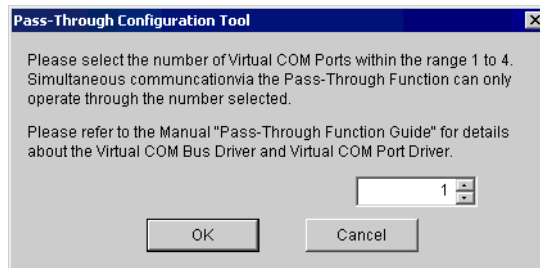 Pass-Through Configuration Tool
Please select the number of Virtual COM Ports within the range 1 to 4.
Simultaneous communcationvia the Pass-Through Function can only
operate through the number selected.
Please refer to the Manual "Pass-Through Function Guide" for details
about the Virtual COM Bus Driver and Virtual COM Port Driver.
1
OK Cancel